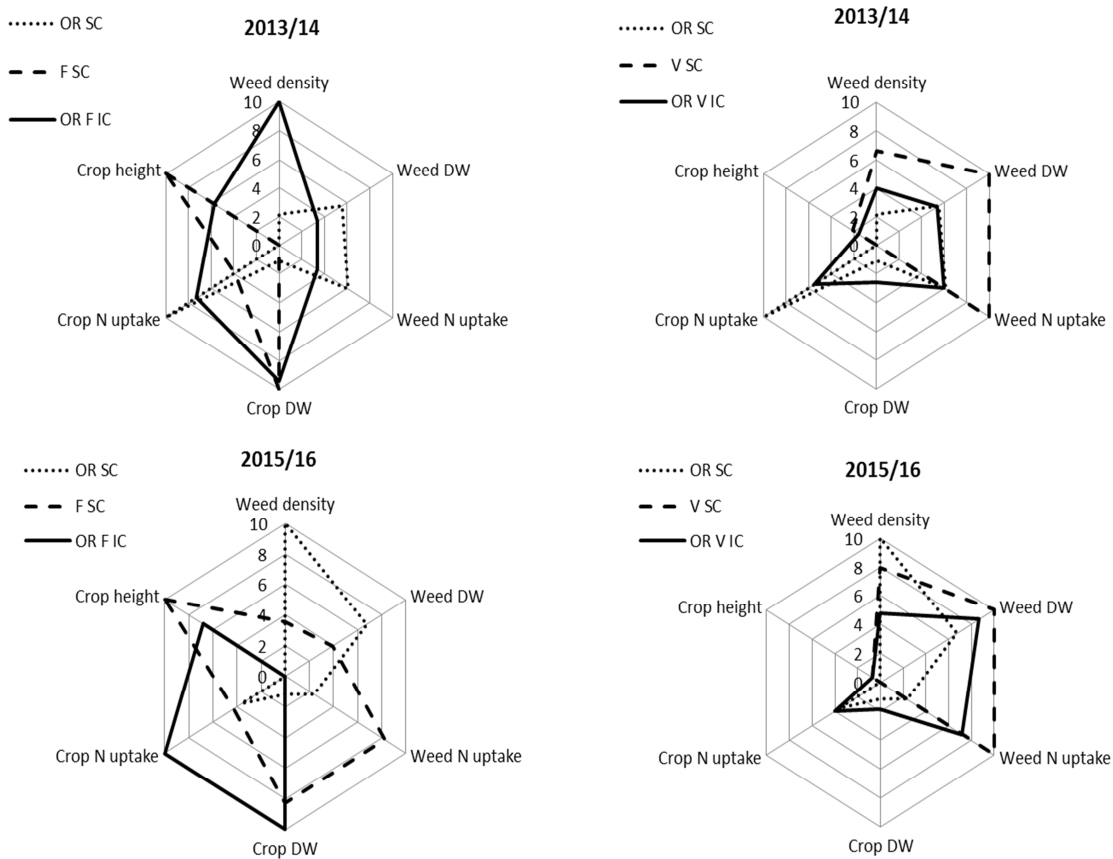 2013/14
OR SC
F SC
OR F IC
Weed density
Weed DW
Weed N uptake
Crop DW
Crop N uptake
Crop height
10
8
6
4
2
0
2013/14
OR SC
V SC
OR V IC
Weed density
Weed DW
Weed N uptake
Crop DW
Crop N uptake
Crop height
10
8
6
4
2
0
2015/16
OR SC
F SC
OR F IC
Weed density
Weed DW
Weed N uptake
Crop DW
Crop N uptake
Crop height
10
8
6
4
2
0
2015/16
OR SC
V SC
OR V IC
Weed density
Weed DW
Weed N uptake
Crop DW
Crop N uptake
Crop height
10
8
6
4
2
0